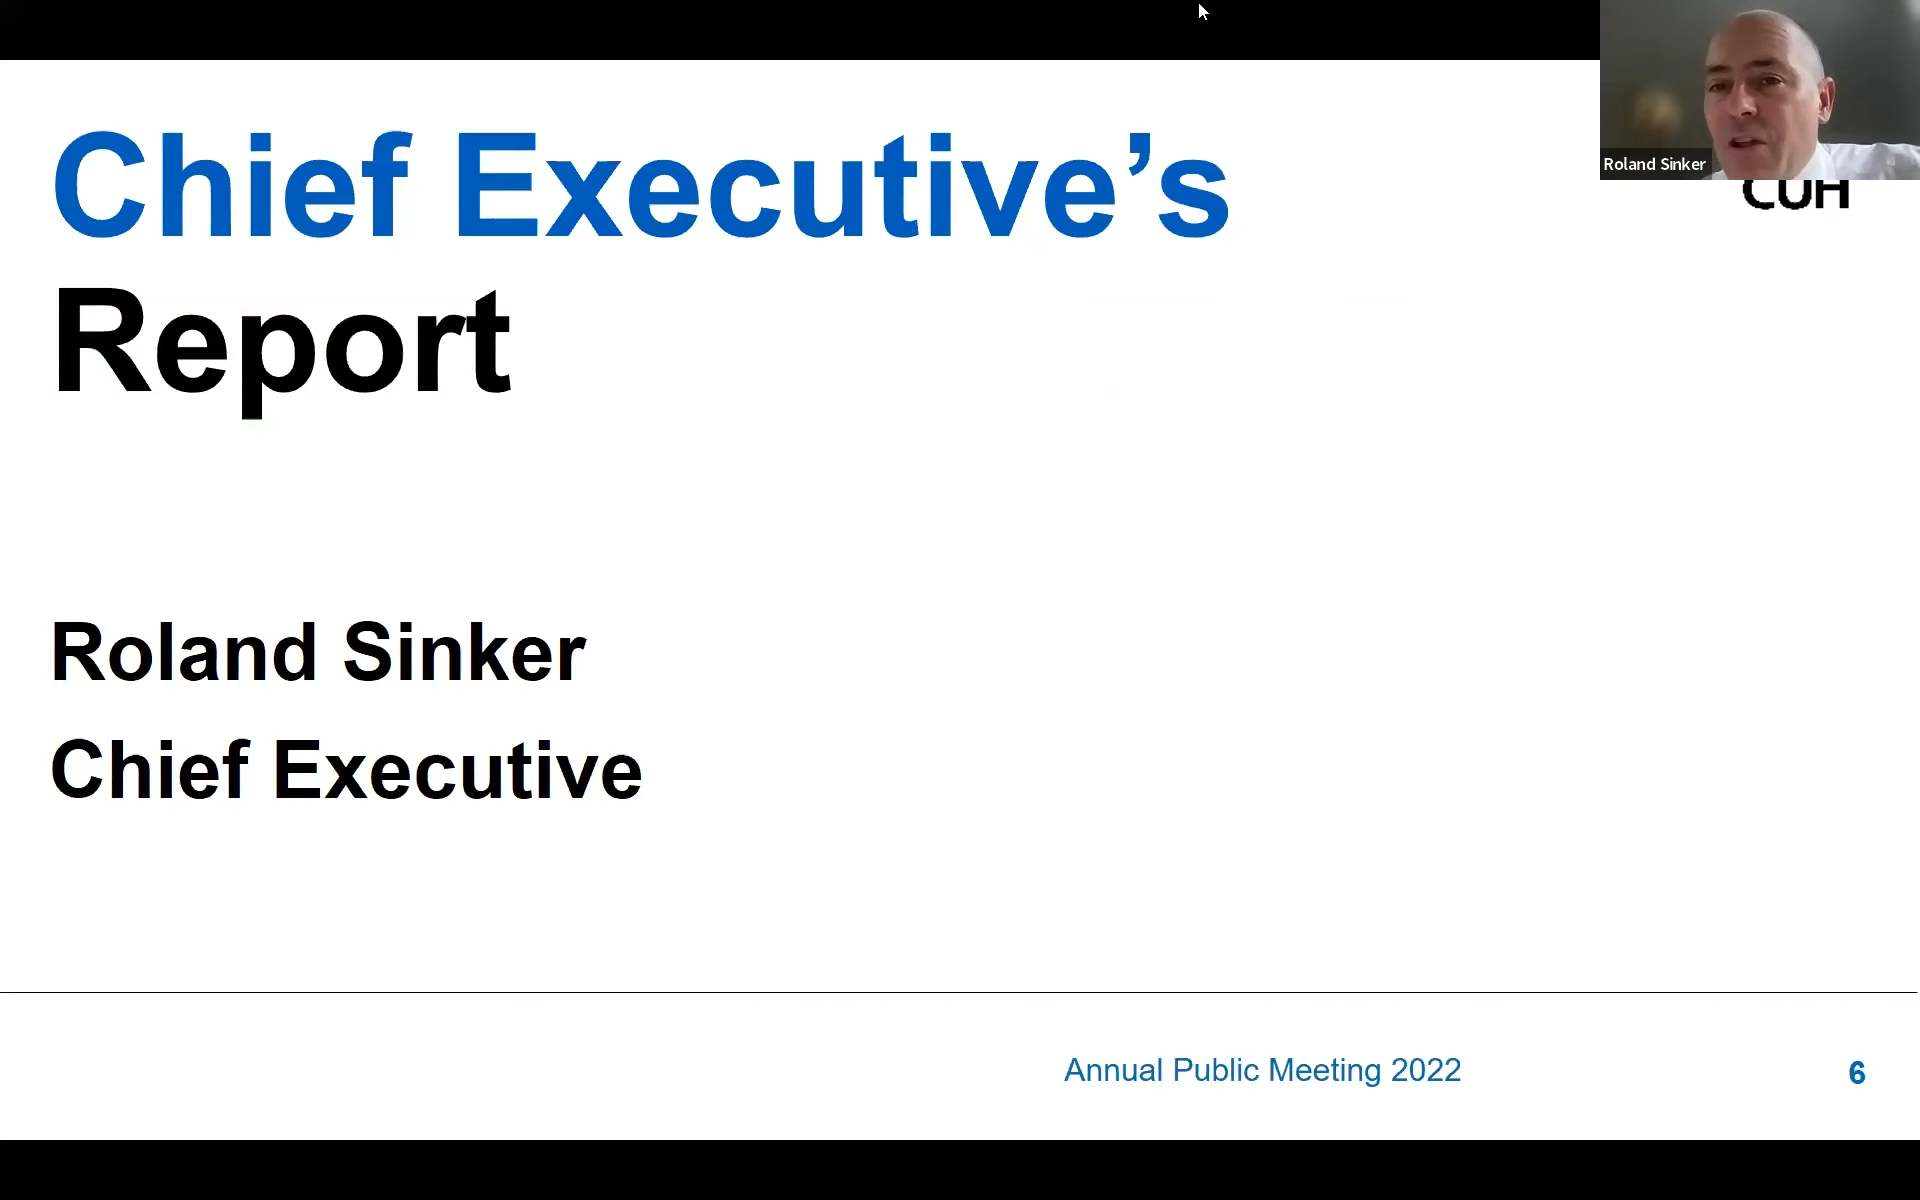 Chief Executive’s
Report
Roland Sinker
CUH
Roland Sinker
Chief Executive
Annual Public Meeting 2022
6